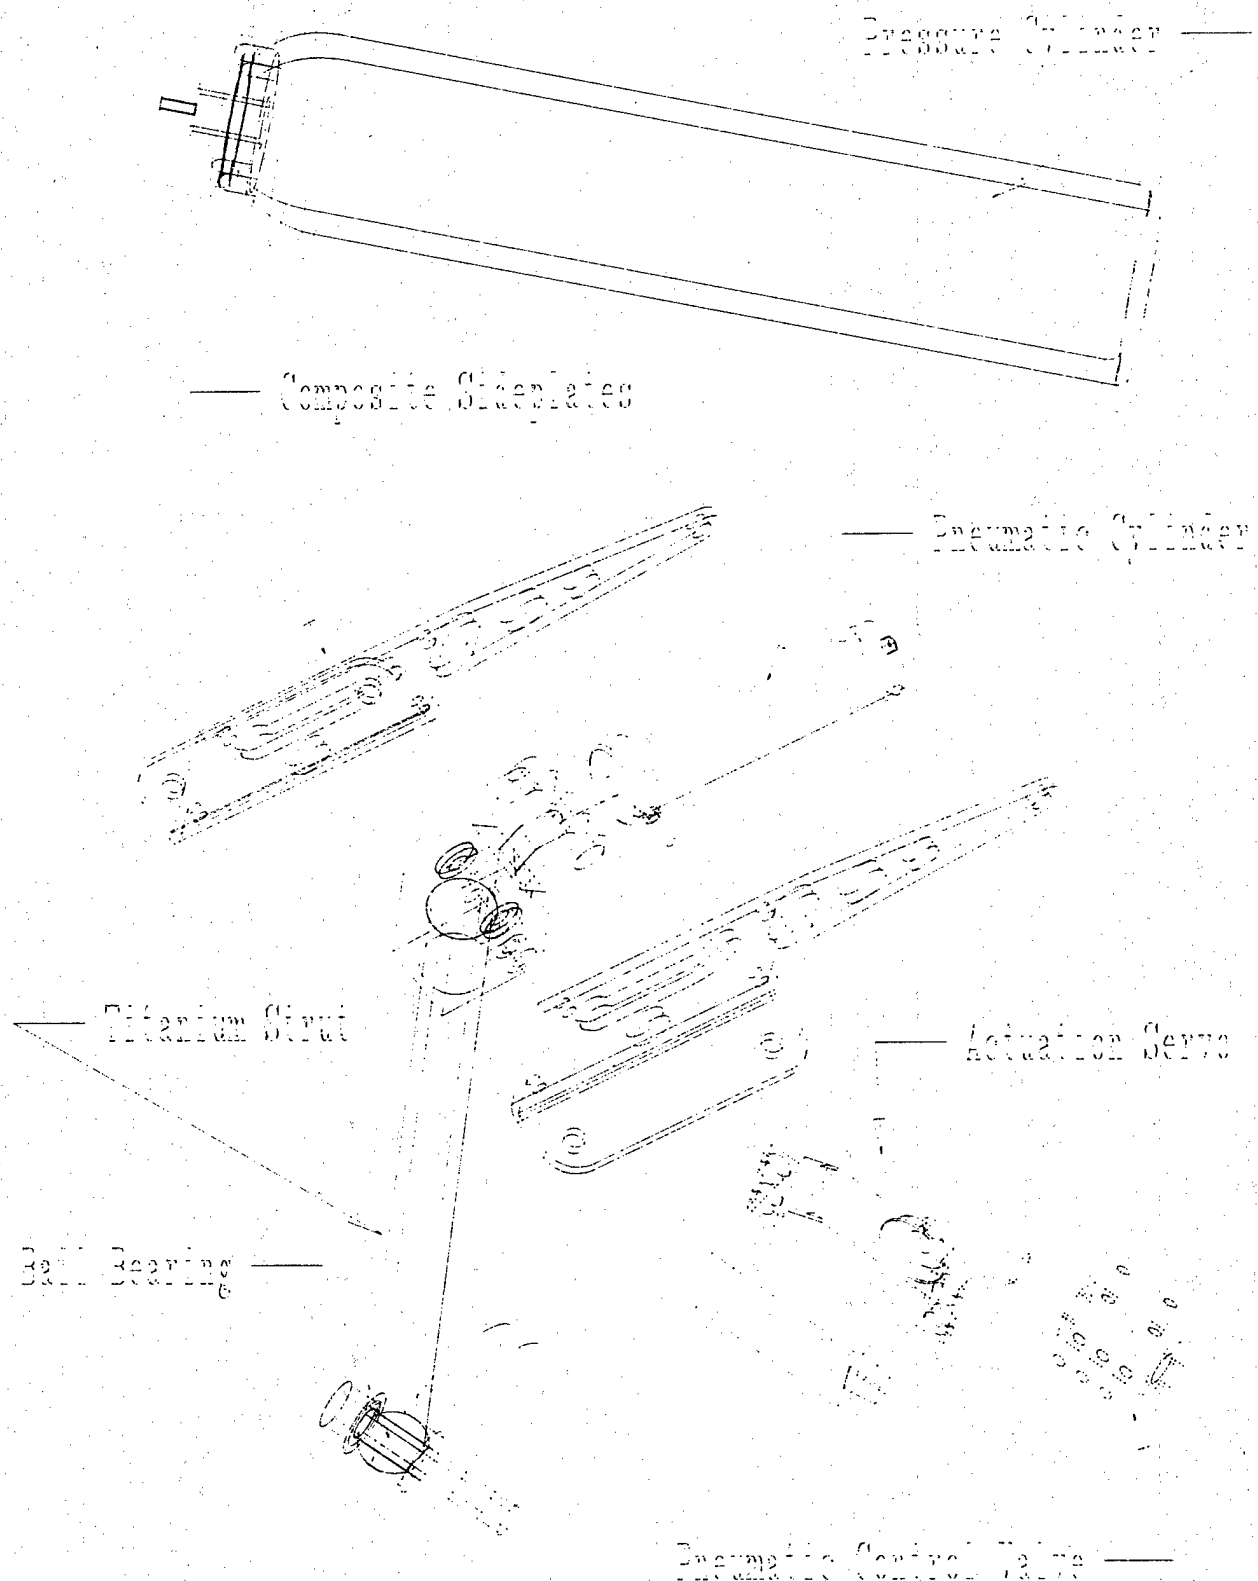 Pressure Cylinder
Composite Sideplates
Pneumatic Cylinder
Titanium Strut
Actuation Servo
Ball Bearing
Pneumatic Control Valve